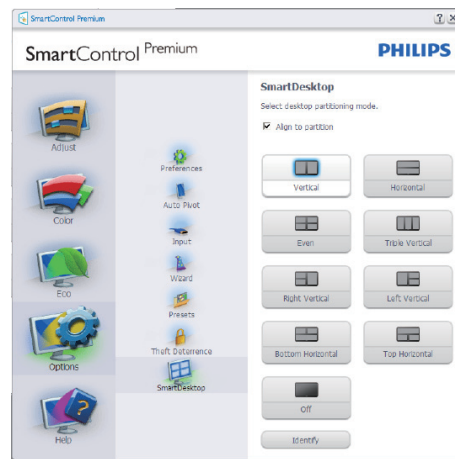 SmartControl Premium
SmartControl Premium
PHILIPS
Adjust
Color
Eco
Options
Help
Preferences
Auto Pivot
Input
Wizard
Presets
Theft Deterrence
SmartDesktop
SmartDesktop
Select desktop partitioning mode.
Align to partition
Vertical
Horizontal
Even
Triple Vertical
Right Vertical
Left Vertical
Bottom Horizontal
Top Horizontal
Off
Identify